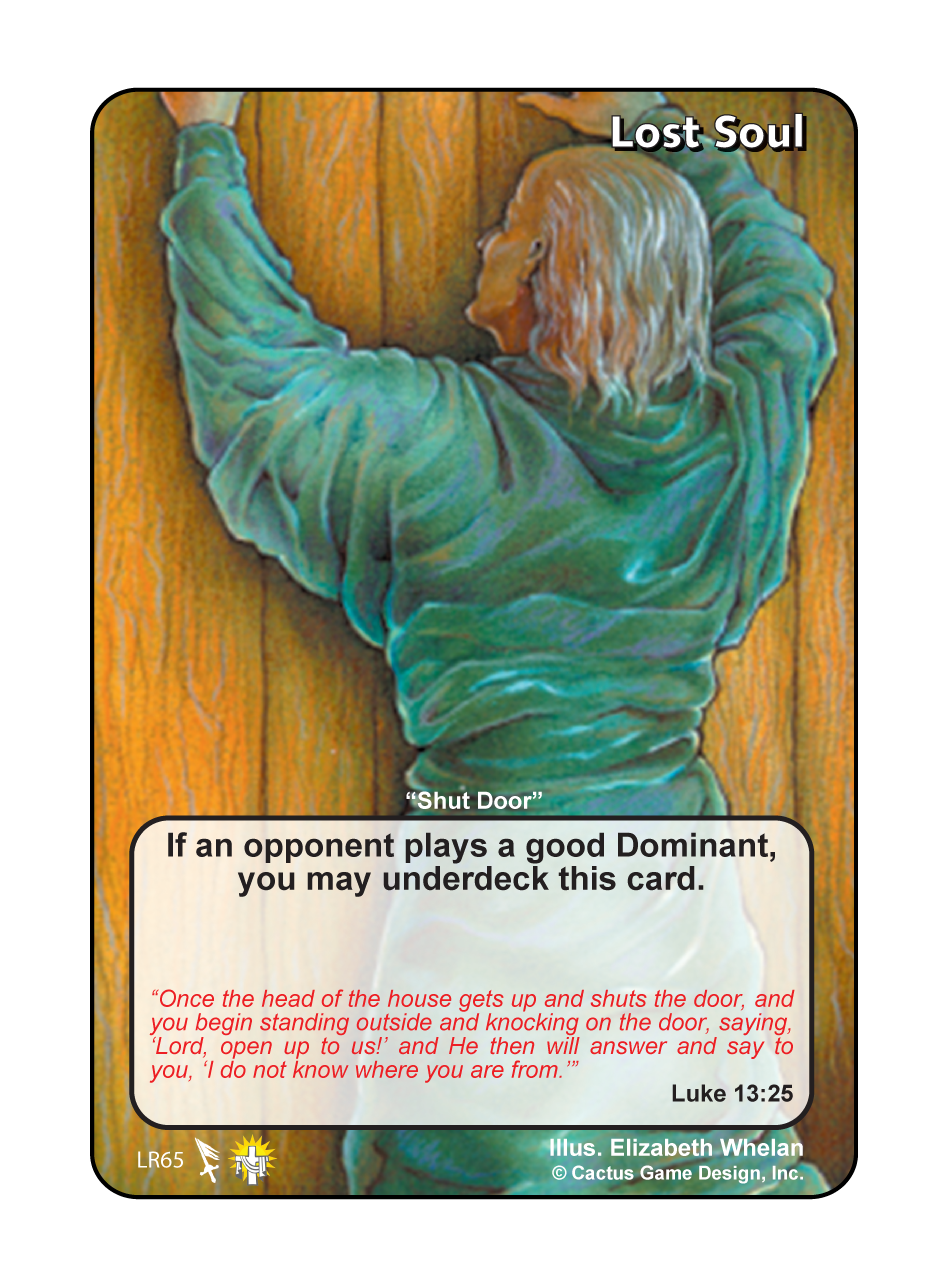 Lost Soul
“Shut Door”
If an opponent plays a good Dominant,
you may underdeck this card.
“Once the head of the house gets up and shuts the door, and
you begin standing outside and knocking on the door, saying,
‘Lord, open up to us!’ and He then will answer and say to
you, ‘I do not know where you are from.’”
Luke 13:25
LR65
Illus. Elizabeth Whelan
© Cactus Game Design, Inc.